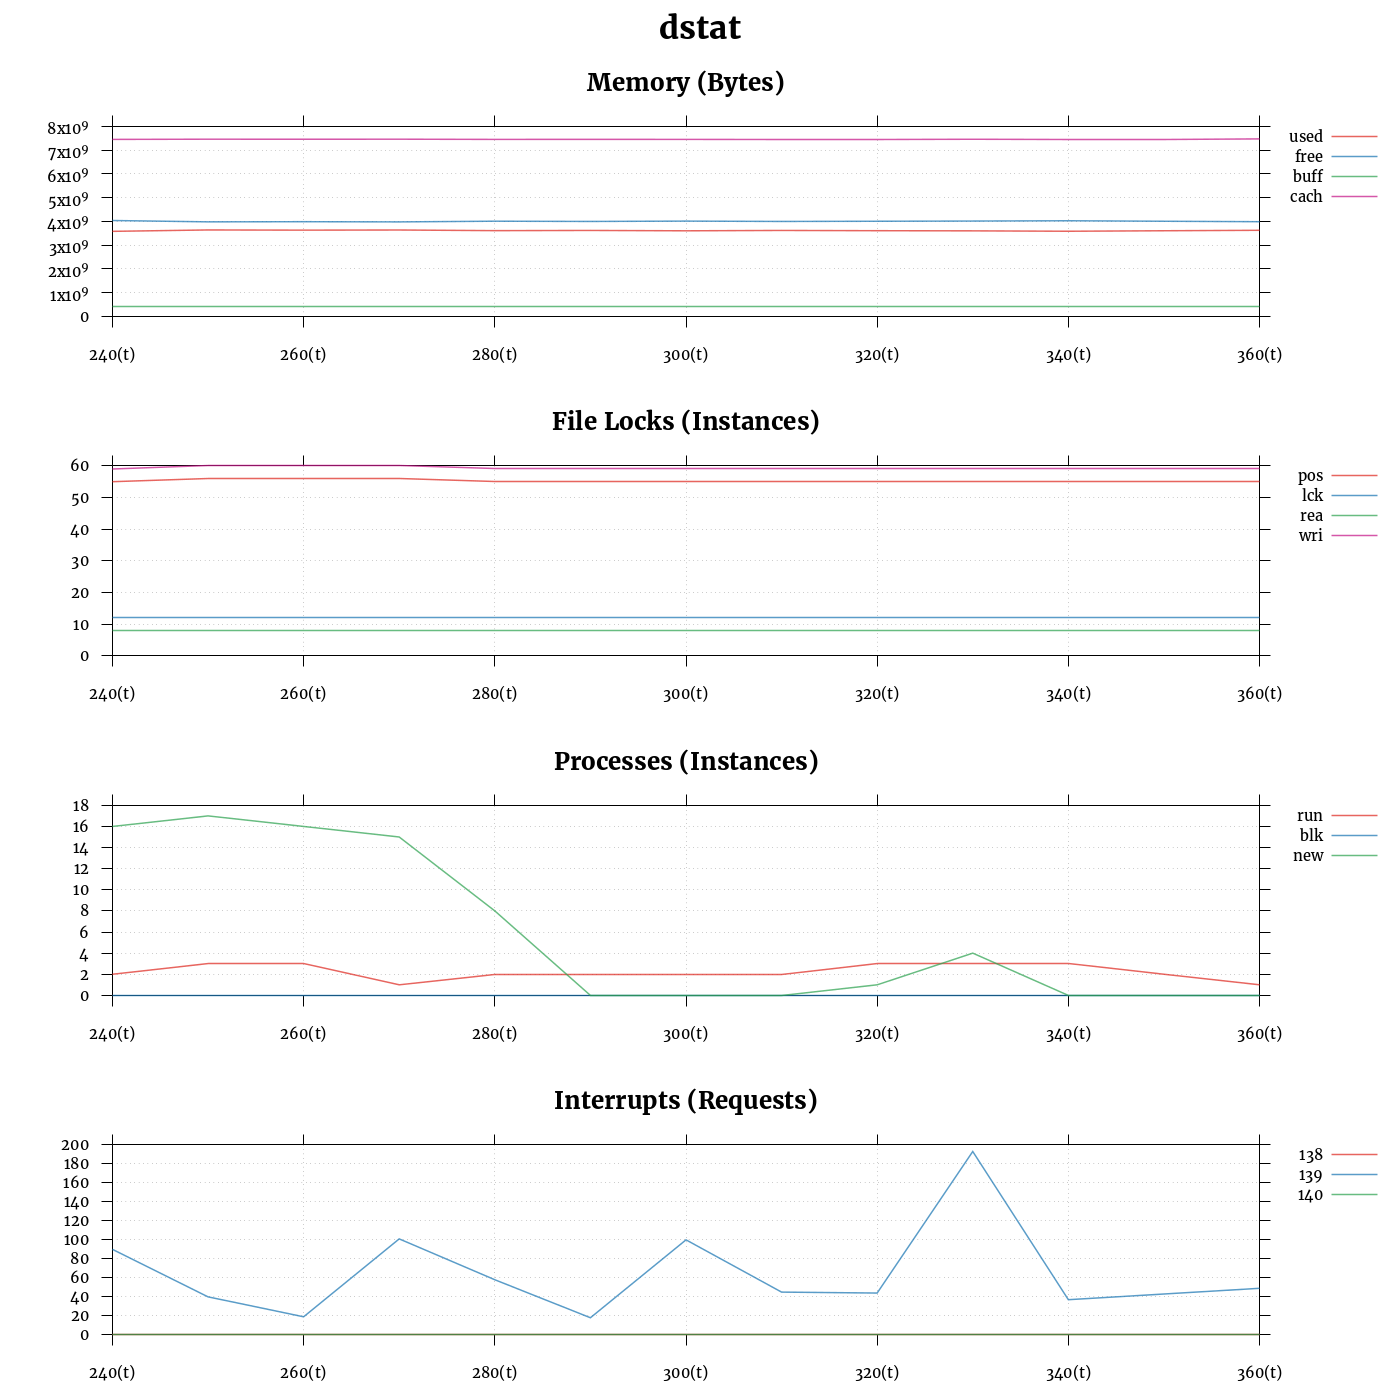 dstat
Memory (Bytes)
8x10⁹
7x10⁹
6x10⁹
5x10⁹
4x10⁹
3x10⁹
2x10⁹
1x10⁹
0
240(t) 260(t) 280(t) 300(t) 320(t) 340(t) 360(t)
used
free
buff
cach
File Locks (Instances)
60
50
40
30
20
10
0
240(t) 260(t) 280(t) 300(t) 320(t) 340(t) 360(t)
pos
lck
rea
wri
Processes (Instances)
18
16
14
12
10
8
6
4
2
0
240(t) 260(t) 280(t) 300(t) 320(t) 340(t) 360(t)
run
blk
new
Interrupts (Requests)
200
180
160
140
120
100
80
60
40
20
0
240(t) 260(t) 280(t) 300(t) 320(t) 340(t) 360(t)
138
139
140